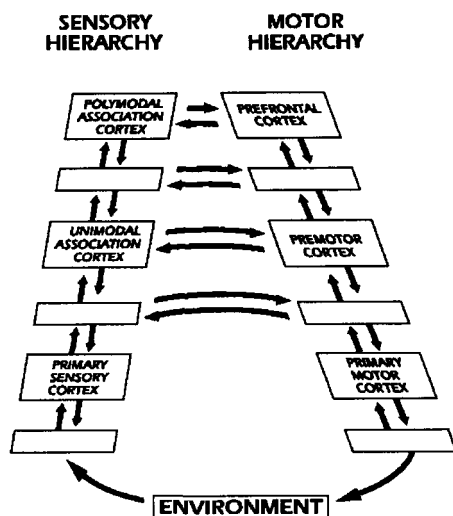 SENSORY
HIERARCHY
MOTOR
HIERARCHY
POLYMODAL
ASSOCIATION
CORTEX
PREFRONTAL
CORTEX
UNIMODAL
ASSOCIATION
CORTEX
PREMOTOR
CORTEX
PRIMARY
SENSORY
CORTEX
PRIMARY
MOTOR
CORTEX
ENVIRONMENT